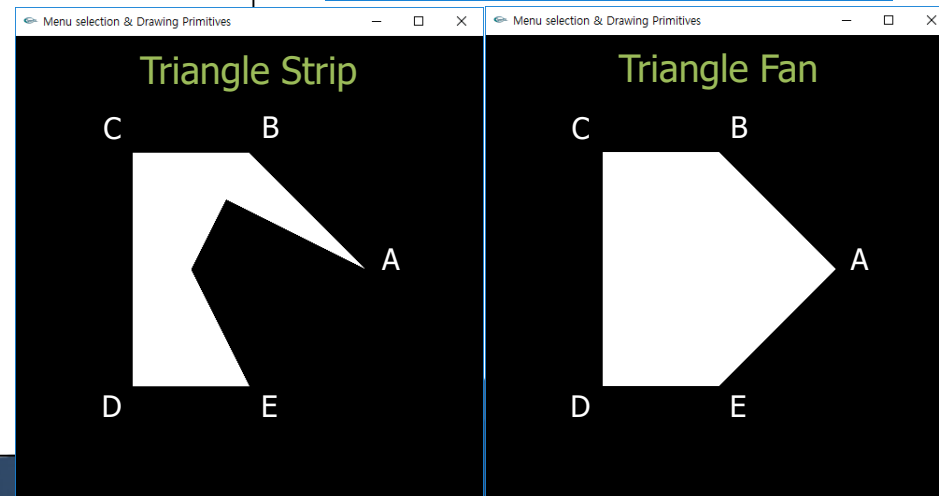 Menu selection & Drawing Primitives
Triangle Strip
C
B
A
D
E
Menu selection & Drawing Primitives
Triangle Fan
C
B
A
D
E